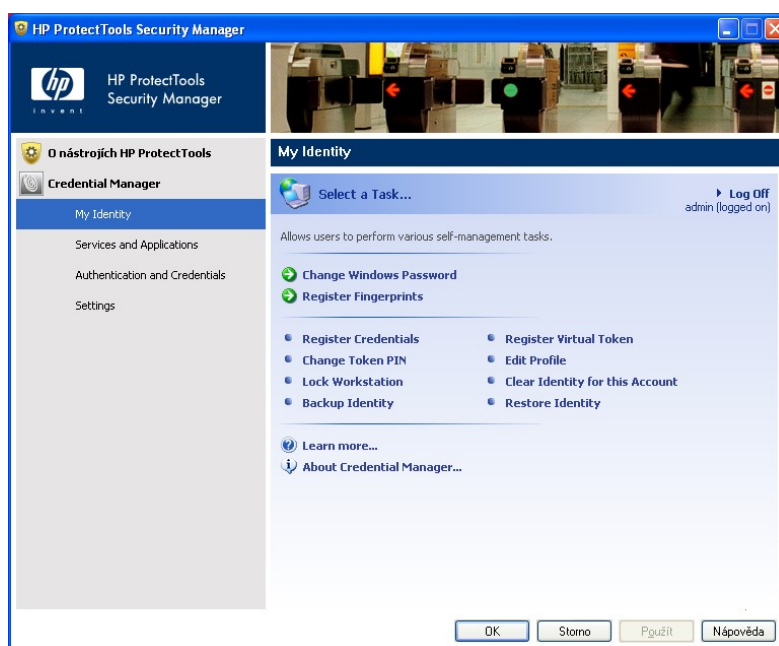 HP ProtectTools Security Manager
hp
invent
HP ProtectTools
Security Manager
O nástrojích HP ProtectTools
Credential Manager
My Identity
Services and Applications
Authentication and Credentials
Settings
My Identity
Select a Task...
Log Off
admin (logged on)
Allows users to perform various self-management tasks.
Change Windows Password
Register Fingerprints
Register Credentials
Register Virtual Token
Change Token PIN
Edit Profile
Lock Workstation
Clear Identity for this Account
Backup Identity
Restore Identity
Learn more...
About Credential Manager...
OK
Storno
Použít
Nápověda